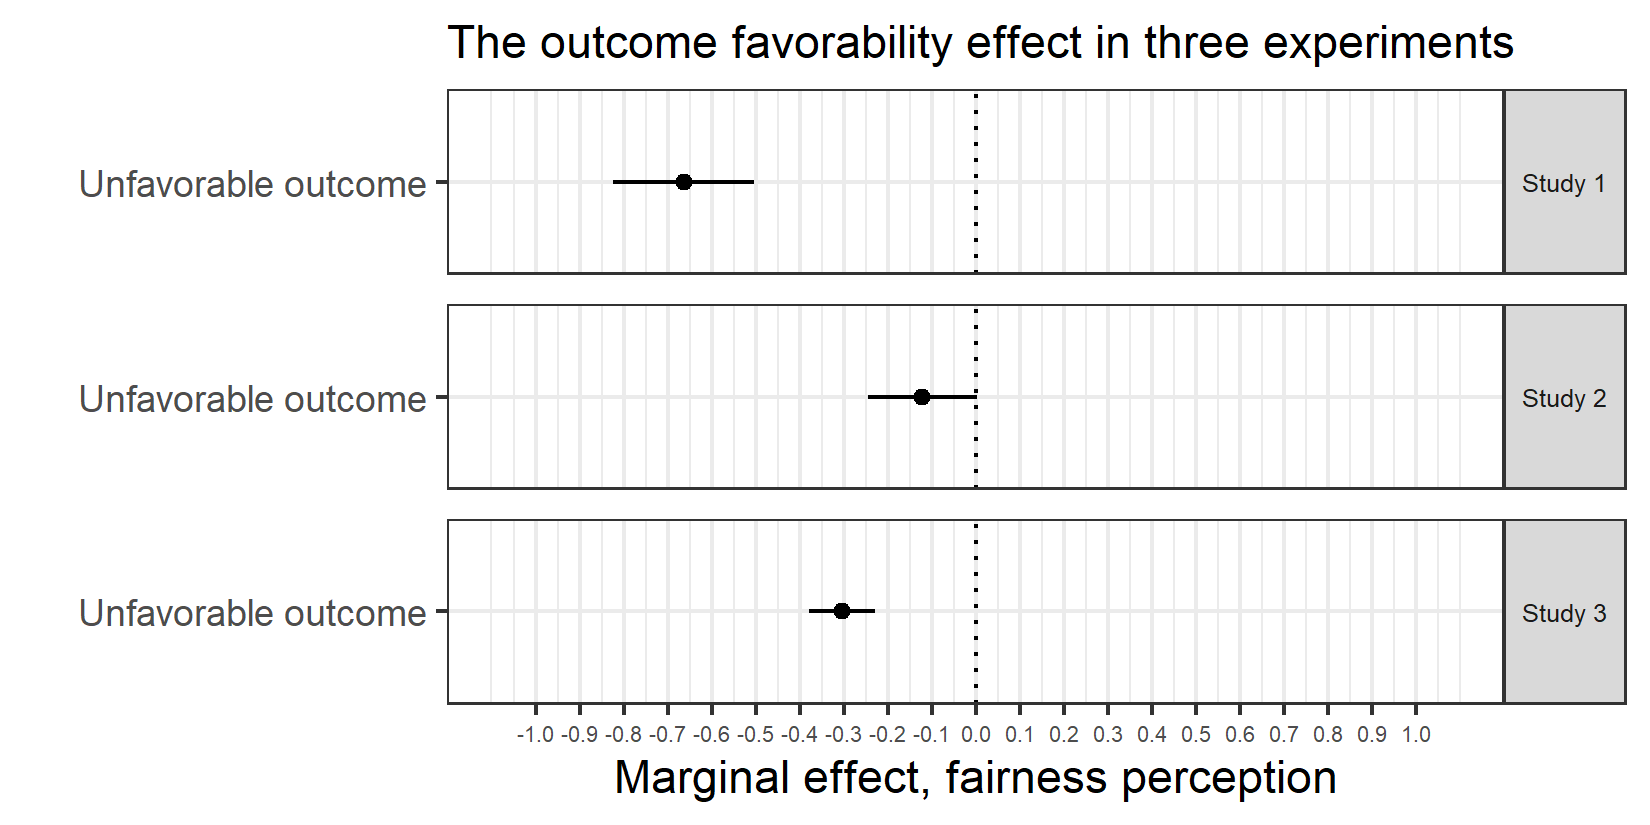 The outcome favorability effect in three experiments
Unfavorable outcome
Study 1
Unfavorable outcome
Study 2
Unfavorable outcome
Study 3
-1.0 -0.9 -0.8 -0.7 -0.6 -0.5 -0.4 -0.3 -0.2 -0.1 0.0 0.1 0.2 0.3 0.4 0.5 0.6 0.7 0.8 0.9 1.0
Marginal effect, fairness perception